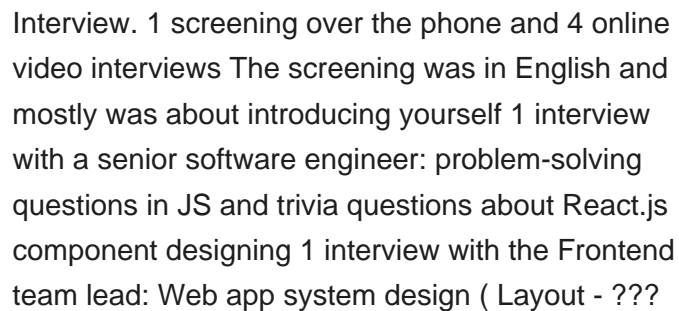 Interview. 1 screening over the phone and 4 online
video interviews The screening was in English and
mostly was about introducing yourself 1 interview
with a senior software engineer: problem-solving
questions in JS and trivia questions about React.js
component designing 1 interview with the Frontend
team lead: Web app system design ( Layout - ???